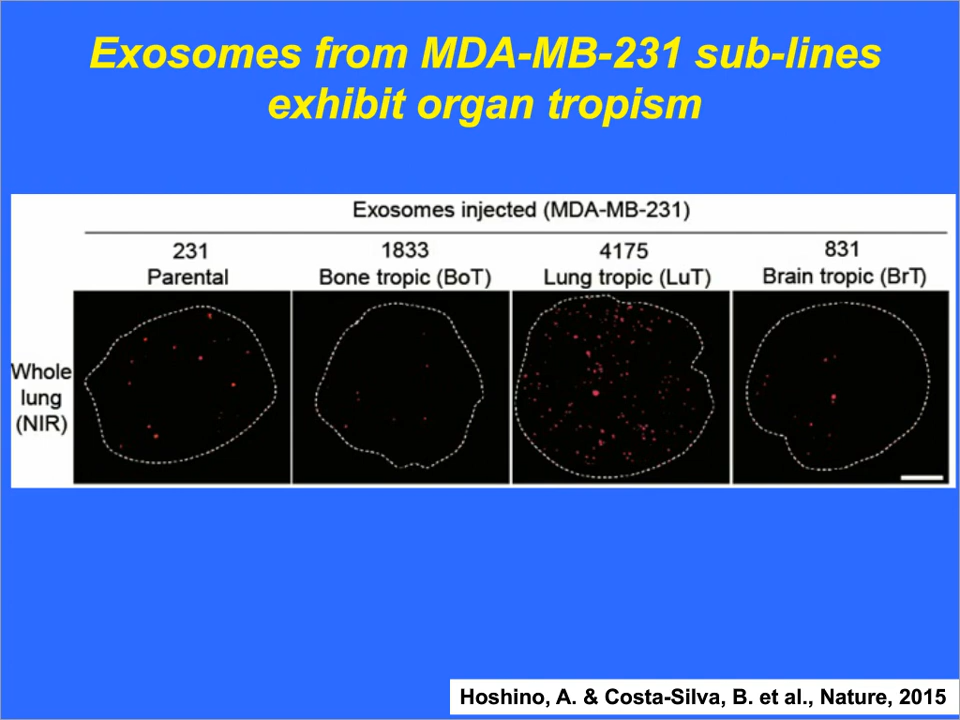 Exosomes from MDA-MB-231 sub-lines
exhibit organ tropism
Exosomes injected (MDA-MB-231)
231
Parental
1833
Bone tropic (BoT)
4175
Lung tropic (LuT)
831
Brain tropic (BrT)
Whole
lung
(NIR)
Hoshino, A. & Costa-Silva, B. et al., Nature, 2015